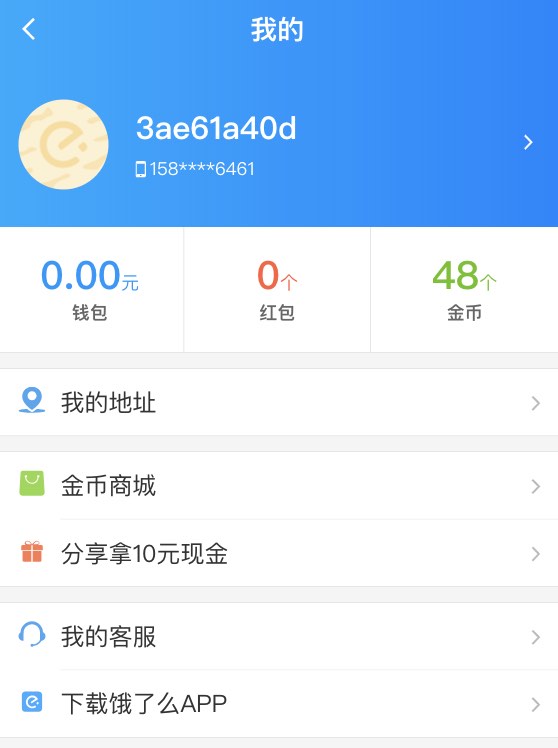 我的
3ae61a40d
158****6461
0.00元
钱包
0个
红包
48个
金币
我的地址
金币商城
分享拿10元现金
我的客服
下载饿了么APP